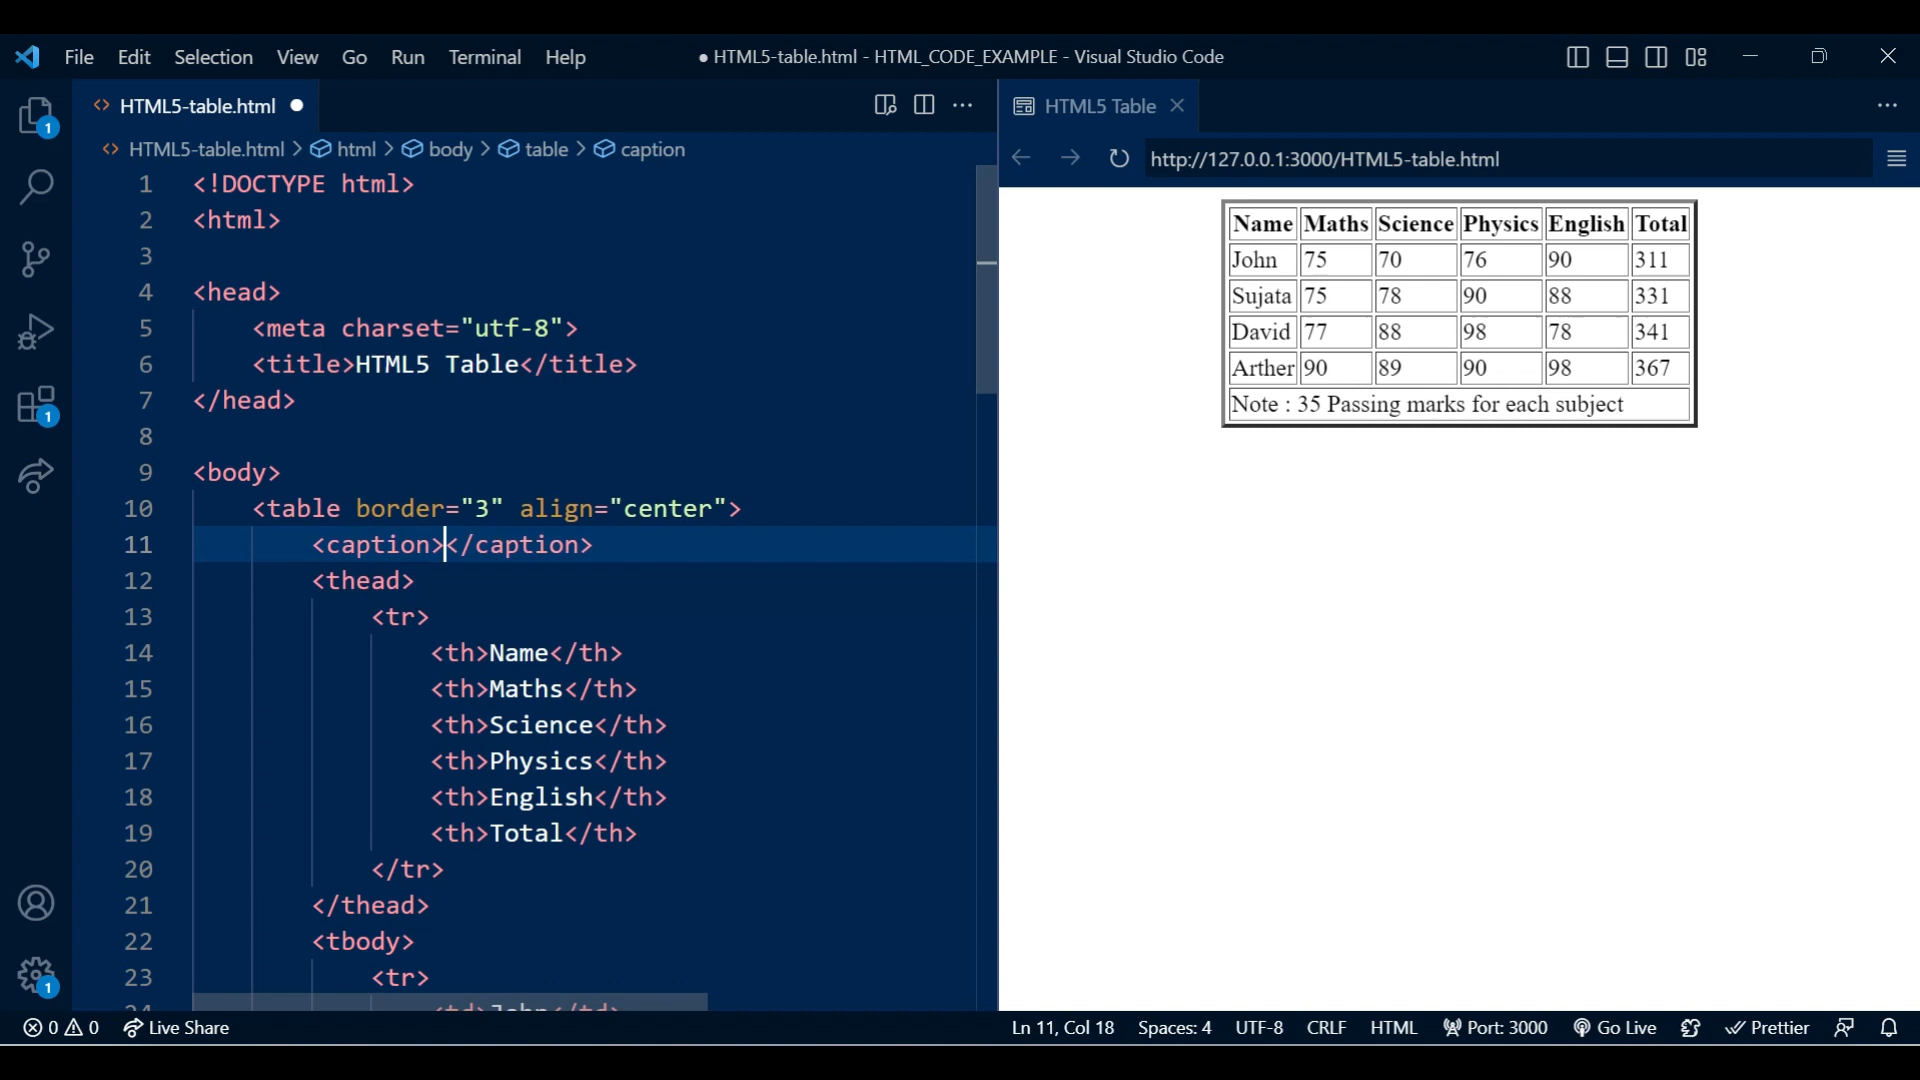 File Edit Selection View Go Run Terminal Help
● HTML5-table.html - HTML_CODE_EXAMPLE - Visual Studio Code
HTML5-table.html
HTML5 Table
HTML5-table.html > html > body > table > caption
http://127.0.0.1:3000/HTML5-table.html
1 <!DOCTYPE html>
2 <html>
3
4 <head>
5 <meta charset="utf-8">
6 <title>HTML5 Table</title>
7 </head>
8
9 <body>
10 <table border="3" align="center">
11 <caption></caption>
12 <thead>
13 <tr>
14 <th>Name</th>
15 <th>Maths</th>
16 <th>Science</th>
17 <th>Physics</th>
18 <th>English</th>
19 <th>Total</th>
20 </tr>
21 </thead>
22 <tbody>
23 <tr>
24 <td>John</td>
Name Maths Science Physics English Total
John 75 70 76 90 311
Sujata 75 78 90 88 331
David 77 88 98 78 341
Arther 90 89 90 98 367
Note : 35 Passing marks for each subject
1
1
1
0 0 Live Share
Ln 11, Col 18 Spaces: 4 UTF-8 CRLF HTML Port: 3000 Go Live Prettier